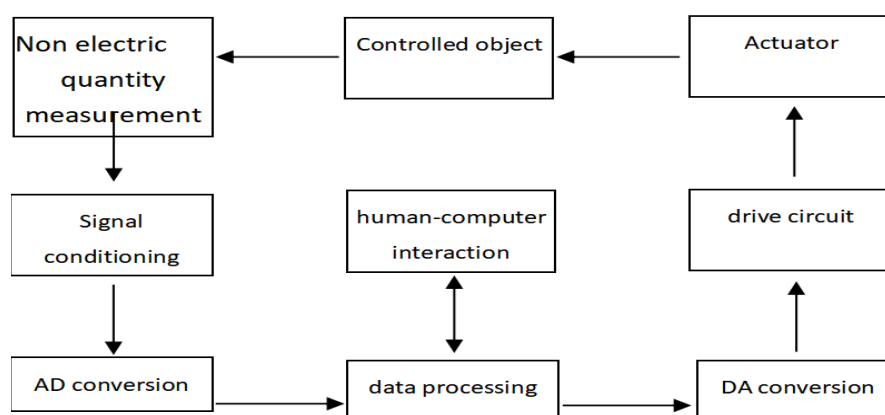 Non electric
quantity
measurement
Controlled object
Actuator
Signal
conditioning
human-computer
interaction
drive circuit
AD conversion
data processing
DA conversion